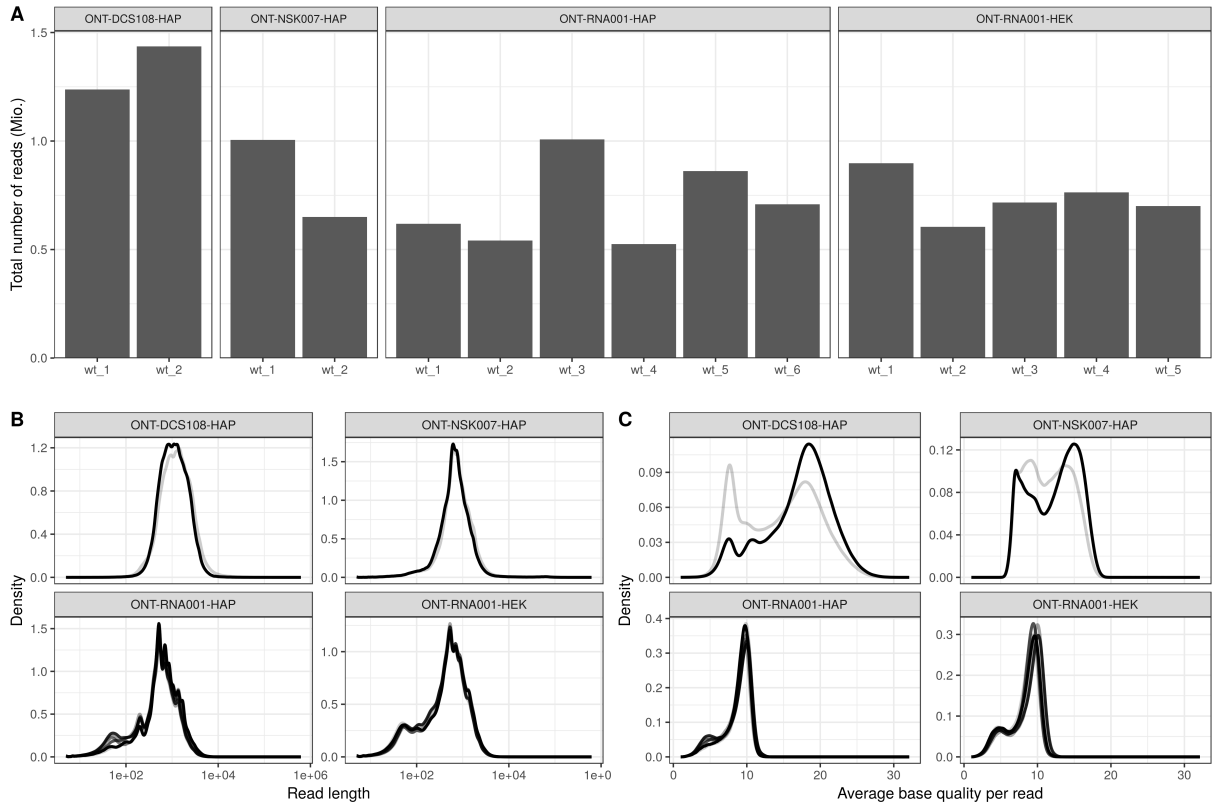 A
ONT-DCS108-HAP ONT-NSK007-HAP ONT-RNA001-HAP ONT-RNA001-HEK
Total number of reads (Mio.)
1.5
1.0
0.5
0.0
wt_1 wt_2 wt_1 wt_2 wt_1 wt_2 wt_3 wt_4 wt_5 wt_6 wt_1 wt_2 wt_3 wt_4 wt_5
B
ONT-DCS108-HAP ONT-NSK007-HAP
1.2
0.8
0.4
0.0
1.5
1.0
0.5
0.0
Density
ONT-RNA001-HAP ONT-RNA001-HEK
1.5
1.0
0.5
0.0
1.0
0.5
0.0
1e+02 1e+04 1e+06 1e+02 1e+04 1e+0
Read length
C
ONT-DCS108-HAP ONT-NSK007-HAP
0.09
0.06
0.03
0.00
0.12
0.08
0.04
0.00
Density
ONT-RNA001-HAP ONT-RNA001-HEK
0.4
0.3
0.2
0.1
0.0
0.3
0.2
0.1
0.0
0 10 20 30 0 10 20 30
Average base quality per read